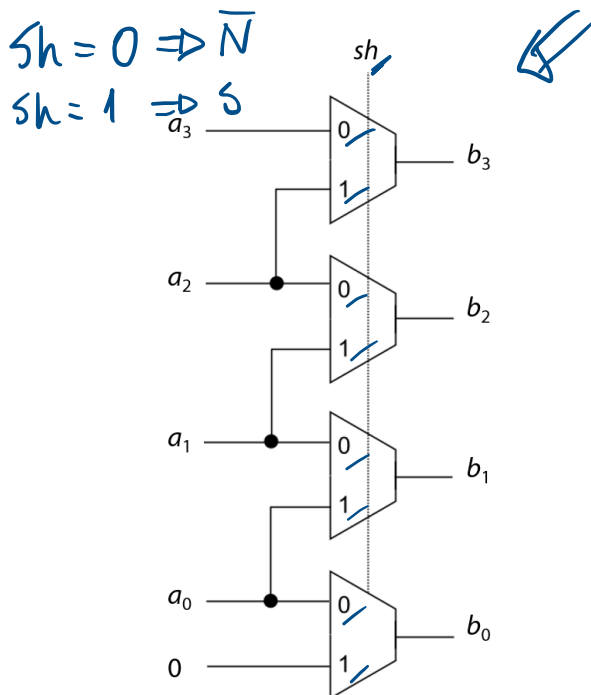 Sh = 0 ⇒ N̅
sh = 1 ⇒ S
sh
a₃
0
1
b₃
a₂
0
1
b₂
a₁
0
1
b₁
a₀
0
1
b₀
0